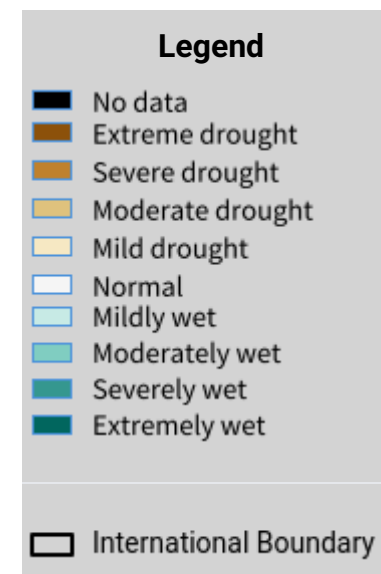 Legend
No data
Extreme drought
Severe drought
Moderate drought
Mild drought
Normal
Mildly wet
Moderately wet
Severely wet
Extremely wet
International Boundary